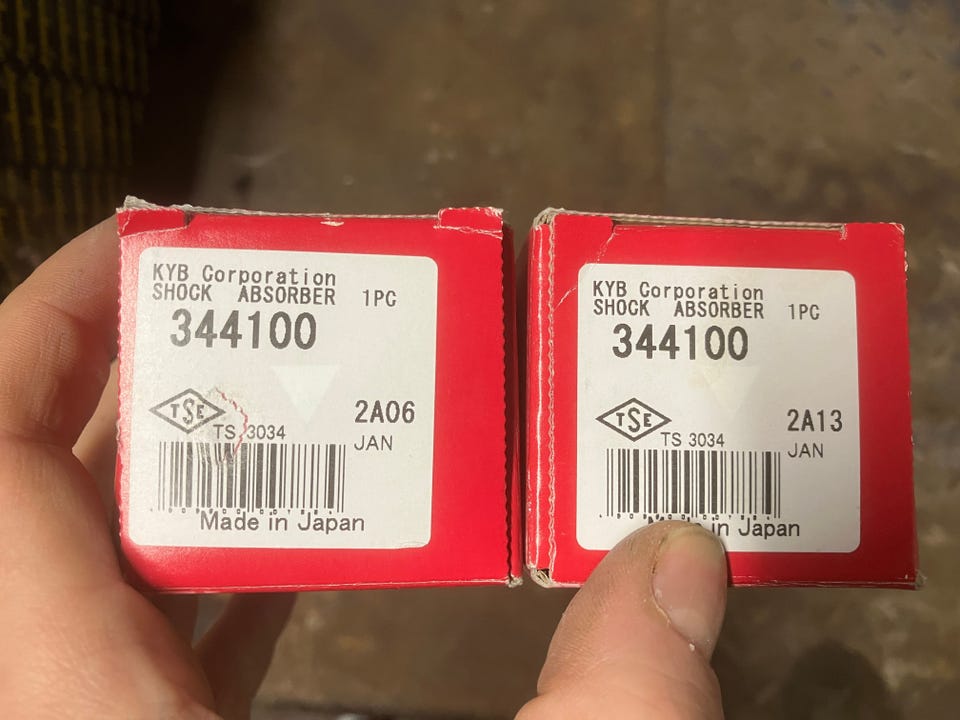 KYB Corporation
SHOCK ABSORBER 1PC
344100
TSE
TS 3034
2A06
JAN
Made in Japan
KYB Corporation
SHOCK ABSORBER 1PC
344100
TSE
TS 3034
2A13
JAN
in Japan